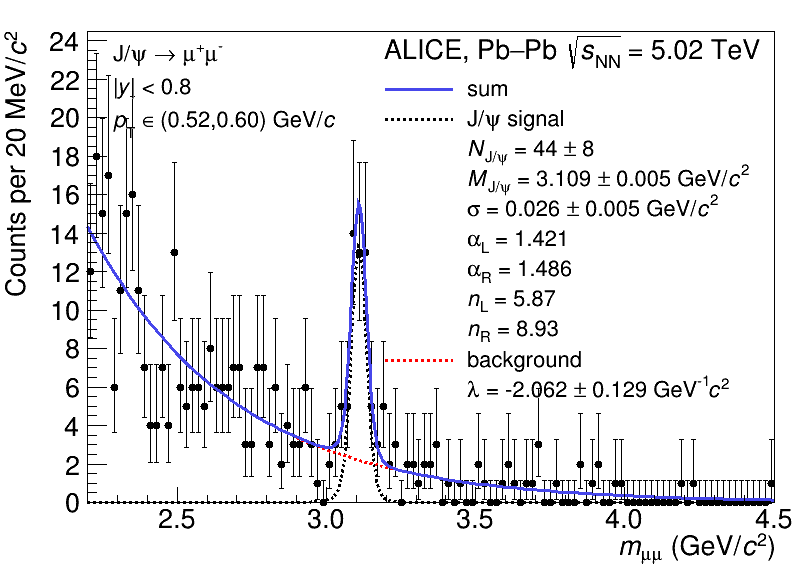 ALICE, Pb–Pb √sNN = 5.02 TeV
J/ψ → μ+μ-
|y| < 0.8
pT ∈ (0.52,0.60) GeV/c
sum
J/ψ signal
NJ/ψ = 44 ± 8
MJ/ψ = 3.109 ± 0.005 GeV/c2
σ = 0.026 ± 0.005 GeV/c2
αL = 1.421
αR = 1.486
nL = 5.87
nR = 8.93
background
λ = -2.062 ± 0.129 GeV-1c2
Counts per 20 MeV/c2
24
22
20
18
16
14
12
10
8
6
4
2
0
2.5 3.0 3.5 4.0 4.5
mμμ (GeV/c2)